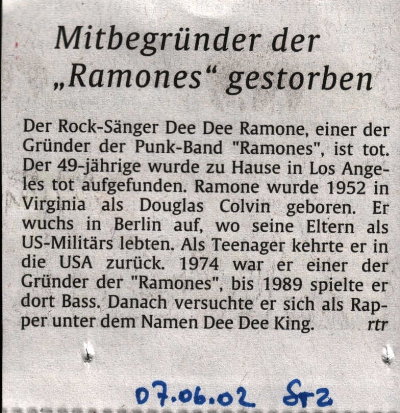 Mitbegründer der
„Ramones“ gestorben
Der Rock-Sänger Dee Dee Ramone, einer der
Gründer der Punk-Band "Ramones", ist tot.
Der 49-jährige wurde zu Hause in Los Ange-
les tot aufgefunden. Ramone wurde 1952 in
Virginia als Douglas Colvin geboren. Er
wuchs in Berlin auf, wo seine Eltern als
US-Militärs lebten. Als Teenager kehrte er in
die USA zurück. 1974 war er einer der
Gründer der "Ramones", bis 1989 spielte er
dort Bass. Danach versuchte er sich als Rap-
per unter dem Namen Dee Dee King. rtr
07.06.02